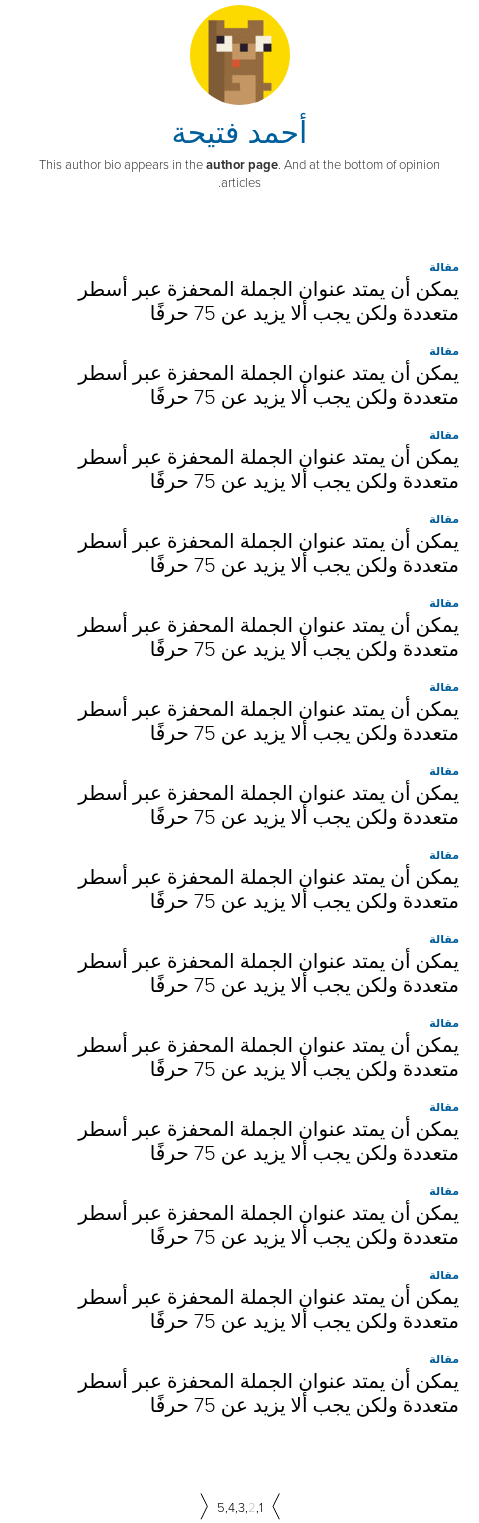 أحمد فتيحة
This author bio appears in the author page. And at the bottom of opinion
articles.
مقالة
يمكن أن يمتد عنوان الجملة المحفزة عبر أسطر
متعددة ولكن يجب ألا يزيد عن 75 حرفًا
مقالة
يمكن أن يمتد عنوان الجملة المحفزة عبر أسطر
متعددة ولكن يجب ألا يزيد عن 75 حرفًا
مقالة
يمكن أن يمتد عنوان الجملة المحفزة عبر أسطر
متعددة ولكن يجب ألا يزيد عن 75 حرفًا
مقالة
يمكن أن يمتد عنوان الجملة المحفزة عبر أسطر
متعددة ولكن يجب ألا يزيد عن 75 حرفًا
مقالة
يمكن أن يمتد عنوان الجملة المحفزة عبر أسطر
متعددة ولكن يجب ألا يزيد عن 75 حرفًا
مقالة
يمكن أن يمتد عنوان الجملة المحفزة عبر أسطر
متعددة ولكن يجب ألا يزيد عن 75 حرفًا
مقالة
يمكن أن يمتد عنوان الجملة المحفزة عبر أسطر
متعددة ولكن يجب ألا يزيد عن 75 حرفًا
مقالة
يمكن أن يمتد عنوان الجملة المحفزة عبر أسطر
متعددة ولكن يجب ألا يزيد عن 75 حرفًا
مقالة
يمكن أن يمتد عنوان الجملة المحفزة عبر أسطر
متعددة ولكن يجب ألا يزيد عن 75 حرفًا
مقالة
يمكن أن يمتد عنوان الجملة المحفزة عبر أسطر
متعددة ولكن يجب ألا يزيد عن 75 حرفًا
مقالة
يمكن أن يمتد عنوان الجملة المحفزة عبر أسطر
متعددة ولكن يجب ألا يزيد عن 75 حرفًا
مقالة
يمكن أن يمتد عنوان الجملة المحفزة عبر أسطر
متعددة ولكن يجب ألا يزيد عن 75 حرفًا
مقالة
يمكن أن يمتد عنوان الجملة المحفزة عبر أسطر
متعددة ولكن يجب ألا يزيد عن 75 حرفًا
مقالة
يمكن أن يمتد عنوان الجملة المحفزة عبر أسطر
متعددة ولكن يجب ألا يزيد عن 75 حرفًا
5,4,3,2,1